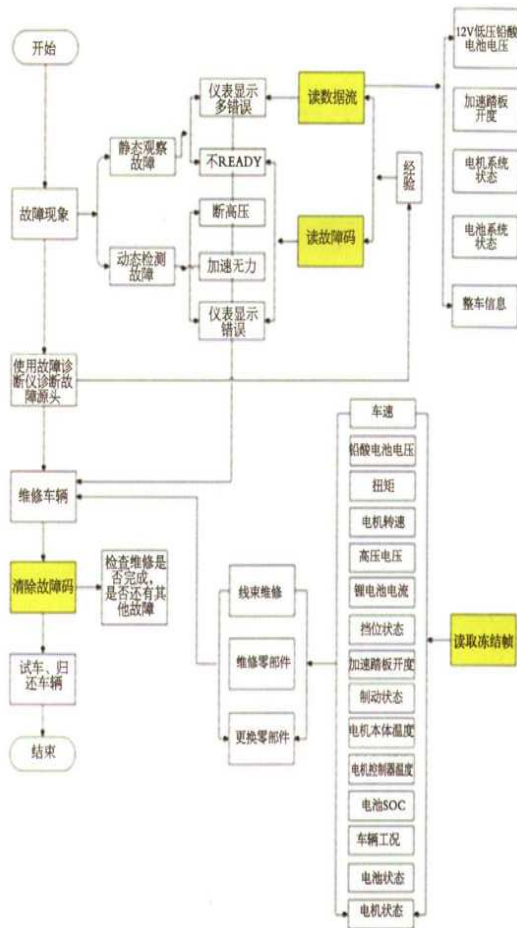 开始
故障现象
静态观察
故障
动态检测
故障
仪表显示
多错误
不READY
断高压
加速无力
仪表显示
错误
读数据流
读故障码
经
验
12V低压铅酸
电池电压
加速踏板
开度
电机系统
状态
电池系统
状态
整车信息
使用故障诊
断仪诊断故
障源头
维修车辆
清除故障码
检查维修是
否完成，
是否还有其
他故障
试车、归
还车辆
结束
线束维修
维修零部件
更换零部件
车速
铅酸电池电压
扭矩
电机转速
高压电压
锂电池电流
挡位状态
加速踏板开度
制动状态
电机本体温度
电机控制器温度
电池SOC
车辆工况
电池状态
电机状态
读取冻结帧